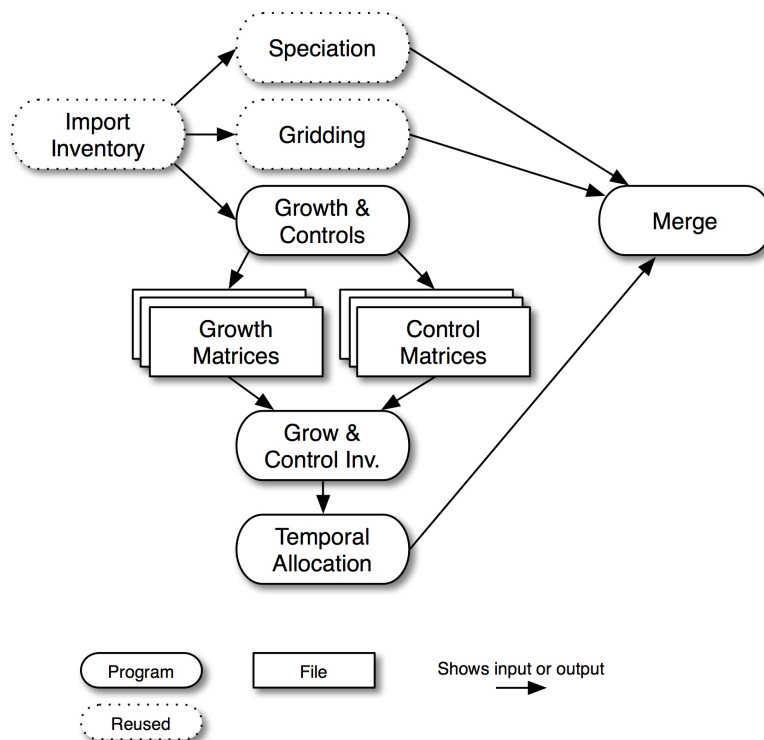 Speciation
Import
Inventory
Gridding
Growth &
Controls
Merge
Growth
Matrices
Control
Matrices
Grow &
Control Inv.
Temporal
Allocation
Program
File
Shows input or output
Reused